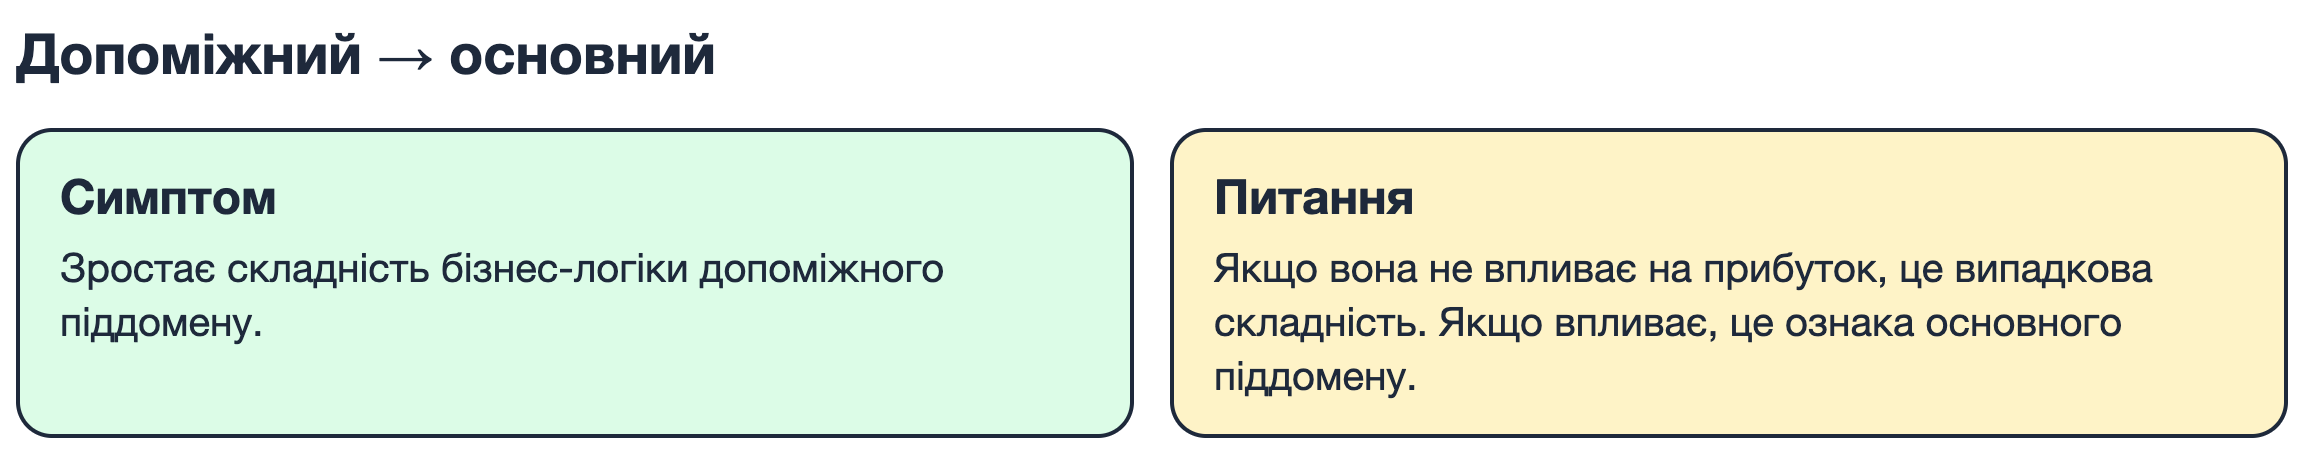 Допоміжний → основний
Симптом
Зростає складність бізнес-логіки допоміжного
піддомену.
Питання
Якщо вона не впливає на прибуток, це випадкова
складність. Якщо впливає, це ознака основного
піддомену.